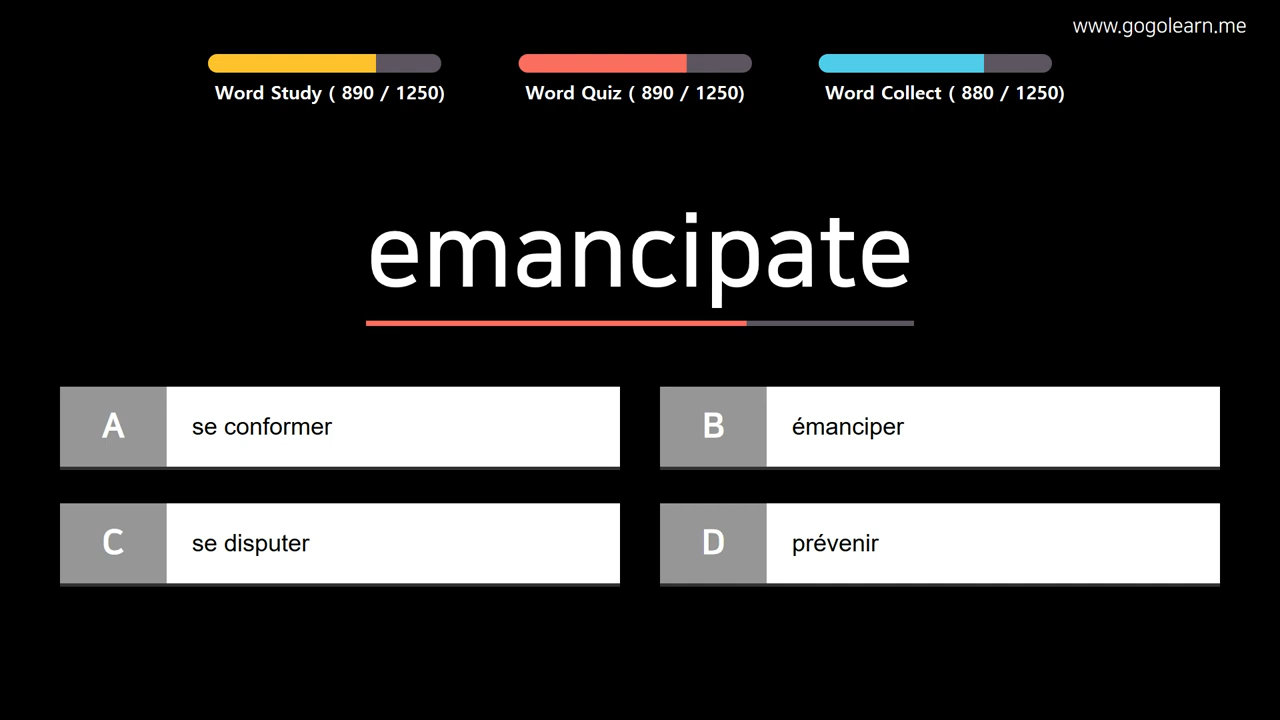 www.gogolearn.me
Word Study ( 890 / 1250)
Word Quiz ( 890 / 1250)
Word Collect ( 880 / 1250)
emancipate
A
se conformer
B
émanciper
C
se disputer
D
prévenir